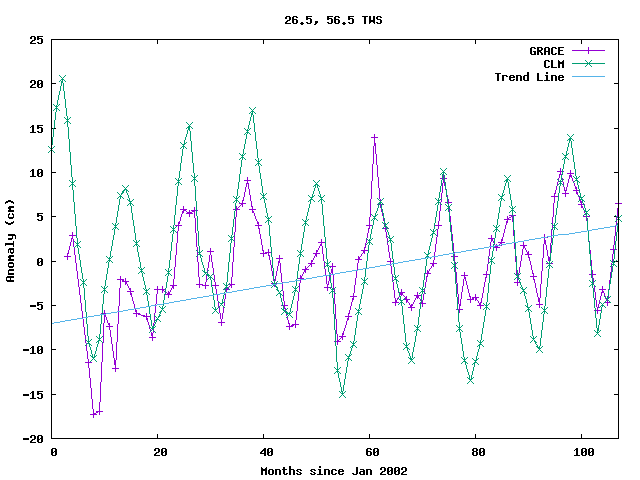 26.5, 56.5 TWS
GRACE
CLM
Trend Line
25
20
15
10
5
0
-5
-10
-15
-20
Anomaly (cm)
0 20 40 60 80 100
Months since Jan 2002